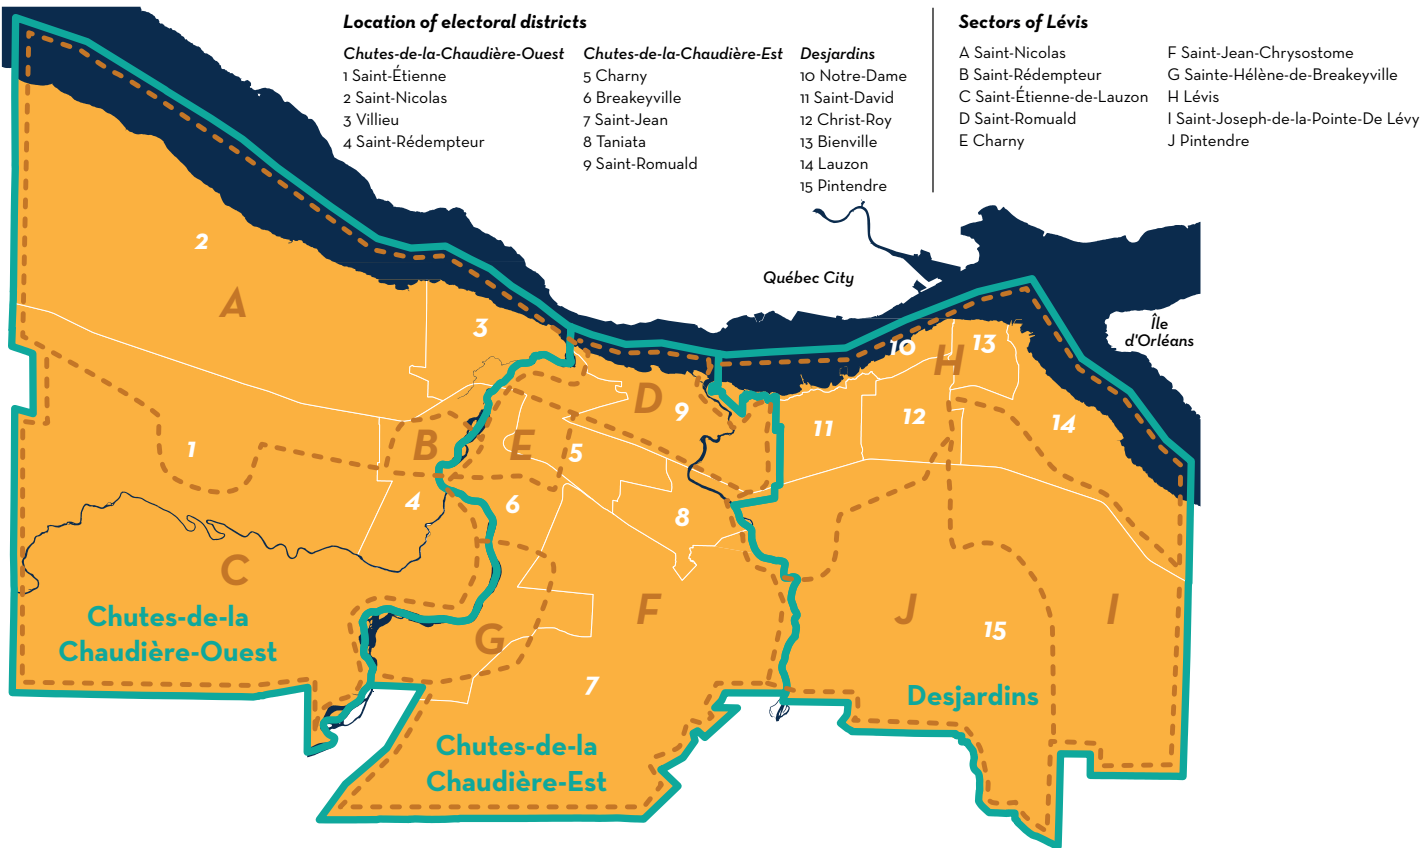 Location of electoral districts
Chutes-de-la-Chaudière-Ouest
1 Saint-Étienne
2 Saint-Nicolas
3 Villieu
4 Saint-Rédempteur
Chutes-de-la-Chaudière-Est
5 Charny
6 Breakeyville
7 Saint-Jean
8 Taniata
9 Saint-Romuald
Desjardins
10 Notre-Dame
11 Saint-David
12 Christ-Roy
13 Bienville
14 Lauzon
15 Pintendre
Sectors of Lévis
A Saint-Nicolas
B Saint-Rédempteur
C Saint-Étienne-de-Lauzon
D Saint-Romuald
E Charny
F Saint-Jean-Chrysostome
G Sainte-Hélène-de-Breakeyville
H Lévis
I Saint-Joseph-de-la-Pointe-De Lévy
J Pintendre
2
Québec City
A
3
Île
d'Orléans
10
13
H
D
9
12
14
11
B
E
5
1
4
6
8
C
F
J
I
Chutes-de-la
Chaudière-Ouest
G
15
7
Desjardins
Chutes-de-la
Chaudière-Est